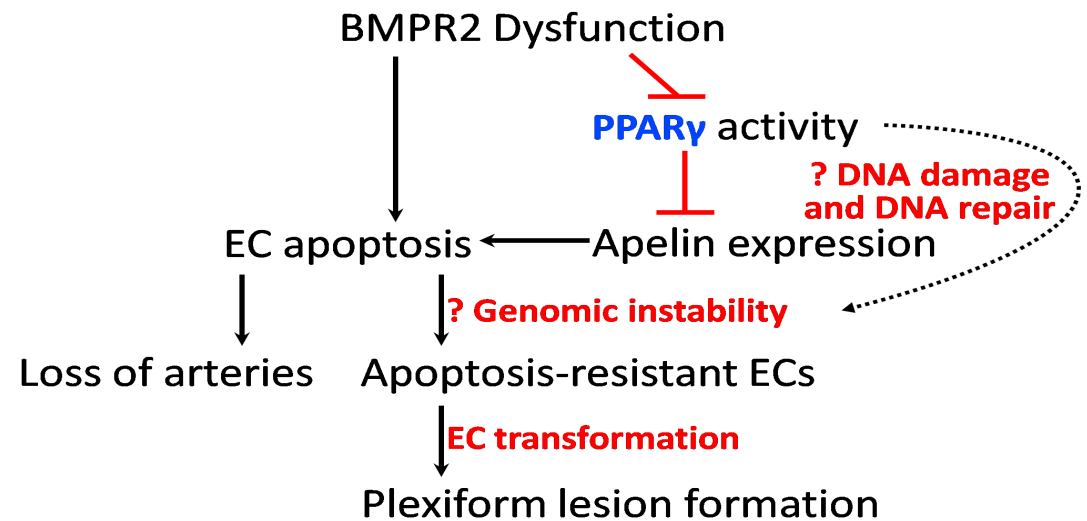 BMPR2 Dysfunction
PPARγ activity
? DNA damage
and DNA repair
EC apoptosis
Apelin expression
? Genomic instability
Loss of arteries
Apoptosis-resistant ECs
EC transformation
Plexiform lesion formation